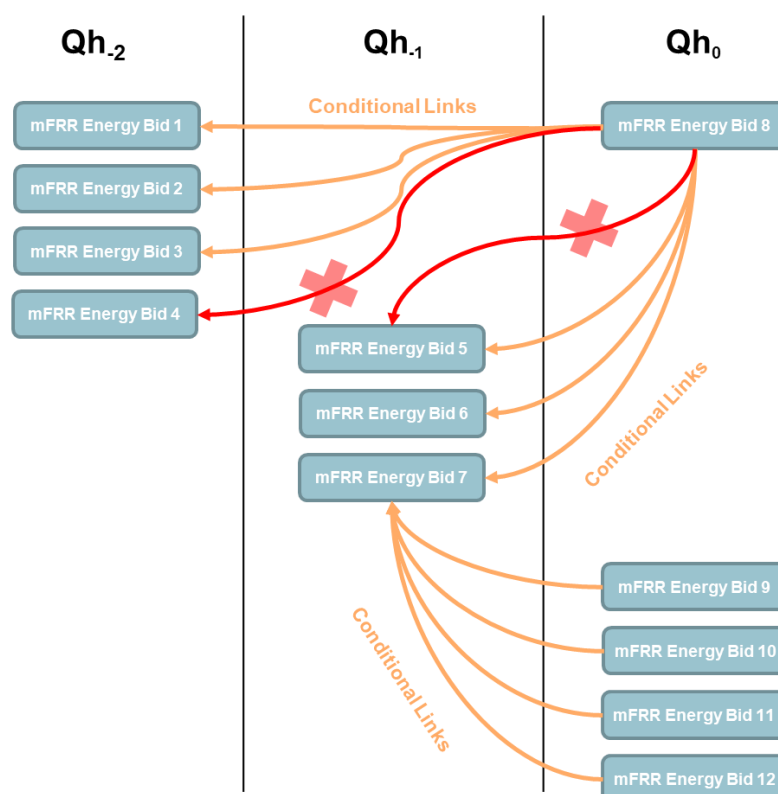 Qh-2
Qh-1
Qh0
Conditional Links
mFRR Energy Bid 1
mFRR Energy Bid 8
mFRR Energy Bid 2
mFRR Energy Bid 3
mFRR Energy Bid 4
mFRR Energy Bid 5
mFRR Energy Bid 6
Conditional Links
mFRR Energy Bid 7
mFRR Energy Bid 9
Conditional Links
mFRR Energy Bid 10
mFRR Energy Bid 11
mFRR Energy Bid 12